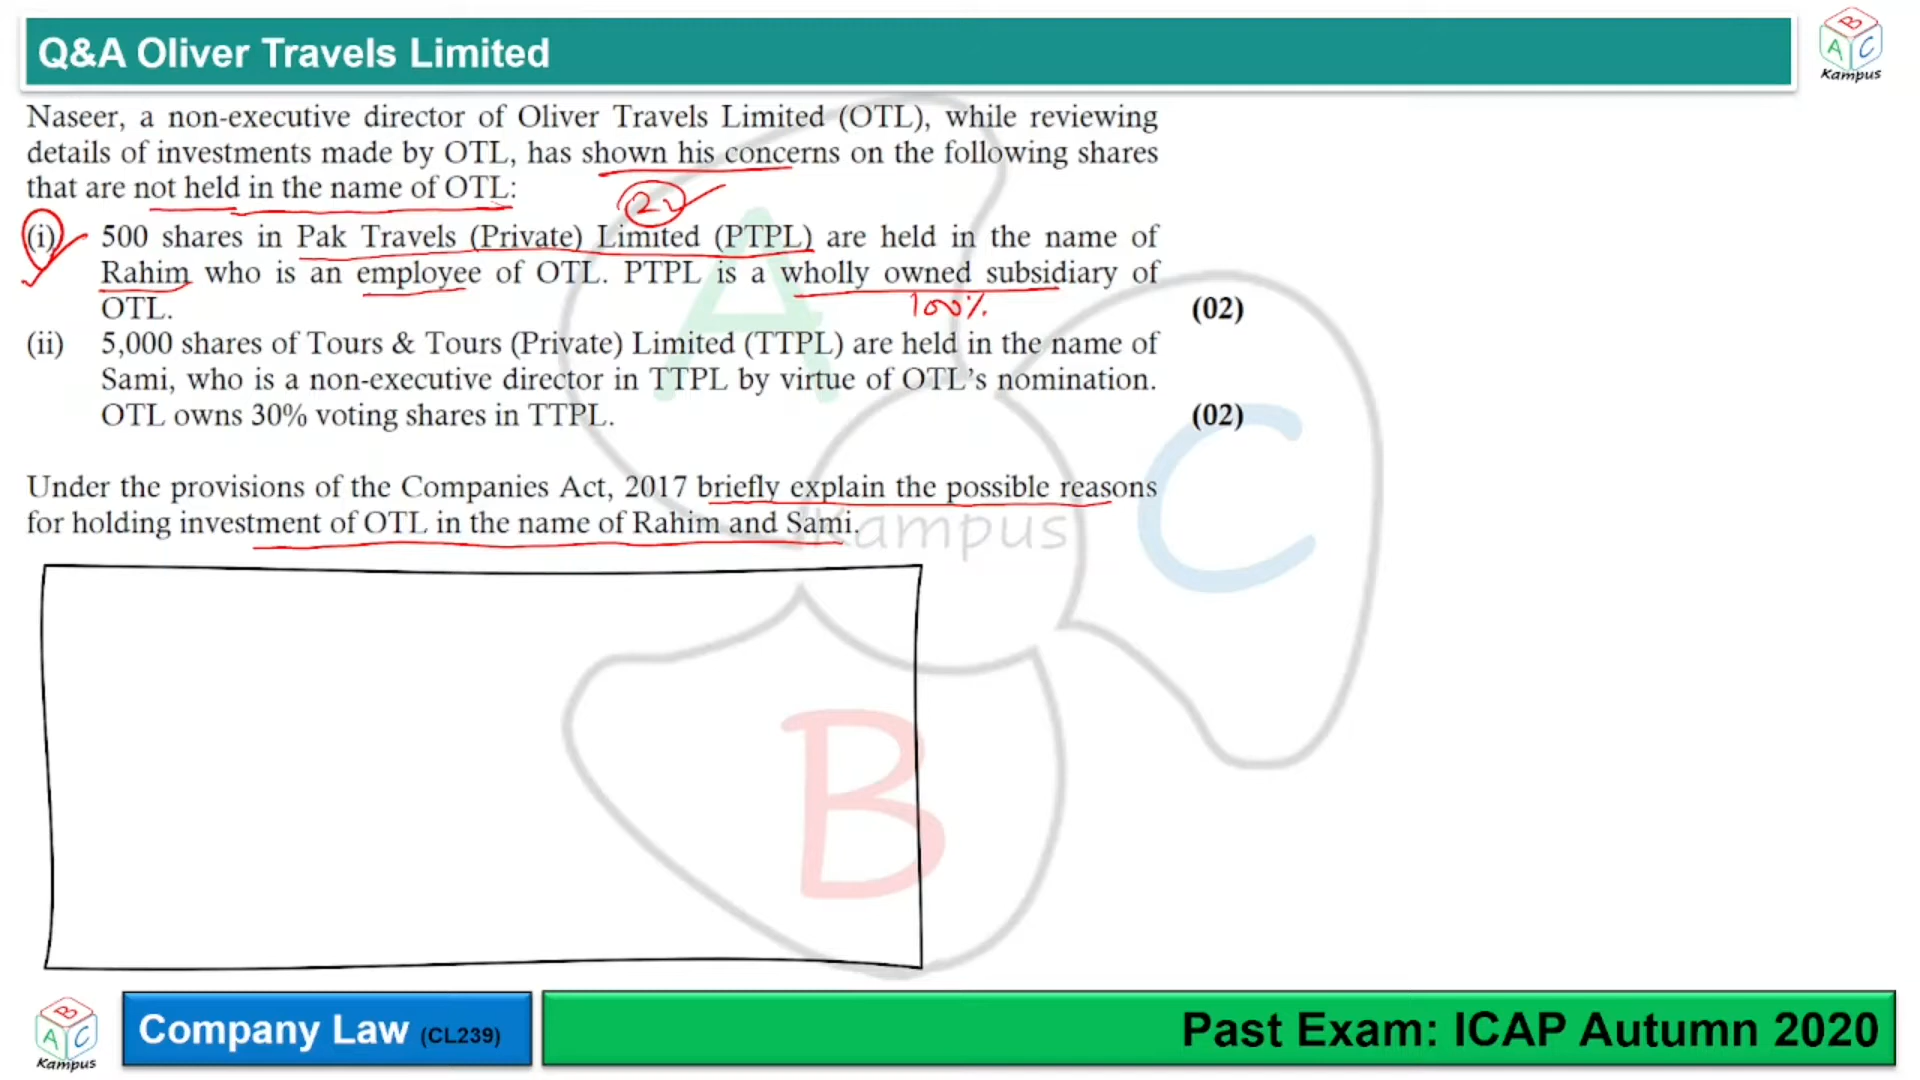 Q&A Oliver Travels Limited
A B C
Kampus
Naseer, a non-executive director of Oliver Travels Limited (OTL), while reviewing
details of investments made by OTL, has shown his concerns on the following shares
that are not held in the name of OTL:
(i) 500 shares in Pak Travels (Private) Limited (PTPL) are held in the name of
Rahim who is an employee of OTL. PTPL is a wholly owned subsidiary of
100%
OTL. (02)
(ii) 5,000 shares of Tours & Tours (Private) Limited (TTPL) are held in the name of
Sami, who is a non-executive director in TTPL by virtue of OTL's nomination.
OTL owns 30% voting shares in TTPL. (02)
Under the provisions of the Companies Act, 2017 briefly explain the possible reasons
for holding investment of OTL in the name of Rahim and Sami.
A B C
Kampus
A B C
Kampus
Company Law (CL239)
Past Exam: ICAP Autumn 2020